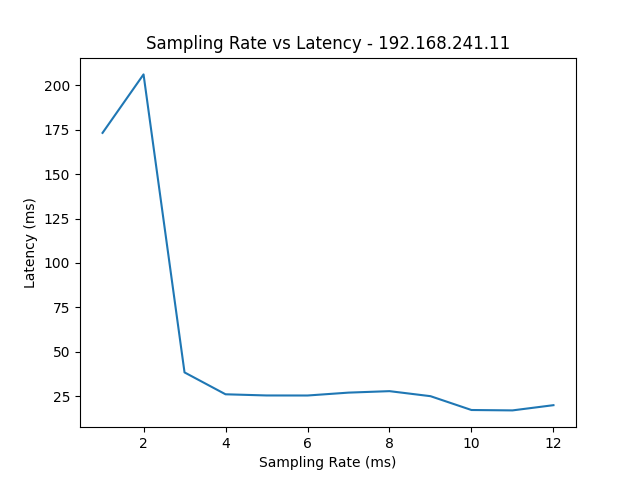 Sampling Rate vs Latency - 192.168.241.11
200
175
150
125
100
75
50
25
Latency (ms)
2 4 6 8 10 12
Sampling Rate (ms)